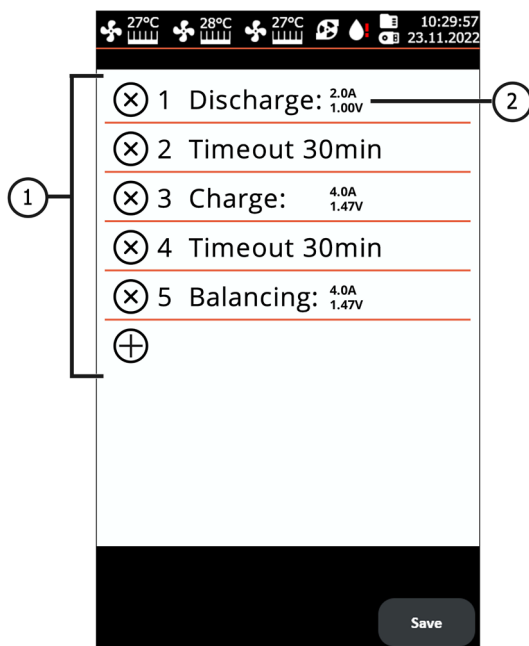 27°C 28°C 27°C 10:29:57
23.11.2022
1 Discharge: 2.0A
1.00V
2 Timeout 30min
3 Charge: 4.0A
1.47V
4 Timeout 30min
5 Balancing: 4.0A
1.47V
Save
1
2